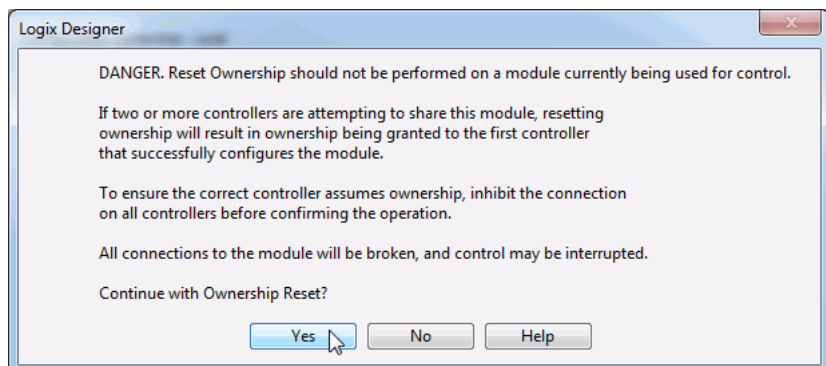 Logix Designer
DANGER. Reset Ownership should not be performed on a module currently being used for control.
If two or more controllers are attempting to share this module, resetting
ownership will result in ownership being granted to the first controller
that successfully configures the module.
To ensure the correct controller assumes ownership, inhibit the connection
on all controllers before confirming the operation.
All connections to the module will be broken, and control may be interrupted.
Continue with Ownership Reset?
Yes No Help